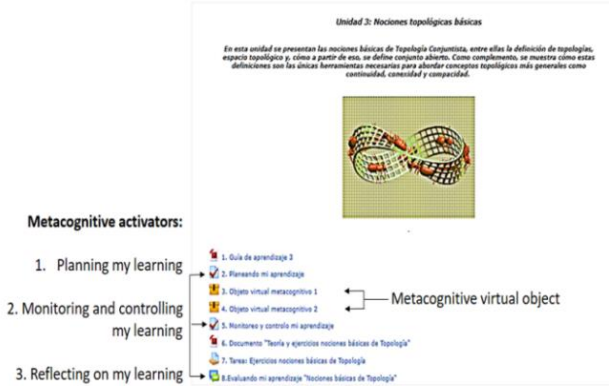 Unidad 3: Nociones topológicas básicas
En esta unidad se presentan las nociones básicas de Topología Conjuntista, entre ellas la definición de topologías,
espacio topológico y, cómo a partir de eso, se define conjunto abierto. Como complemento, se muestra cómo estas
definiciones son las únicas herramientas necesarias para abordar conceptos topológicos más generales como
continuidad, conexidad y compacidad.
Metacognitive activators:
1. Planning my learning
2. Monitoring and controlling
my learning
3. Reflecting on my learning
1. Guía de aprendizaje 3
2. Planeando mi aprendizaje
3. Objeto virtual metacognitivo 1
4. Objeto virtual metacognitivo 2
5. Monitoreo y controlo mi aprendizaje
6. Documento "Teoría y ejercicios nociones básicas de Topología"
7. Tarea: Ejercicios nociones básicas de Topología
8.Evaluando mi aprendizaje "Nociones básicas de Topología"
Metacognitive virtual object